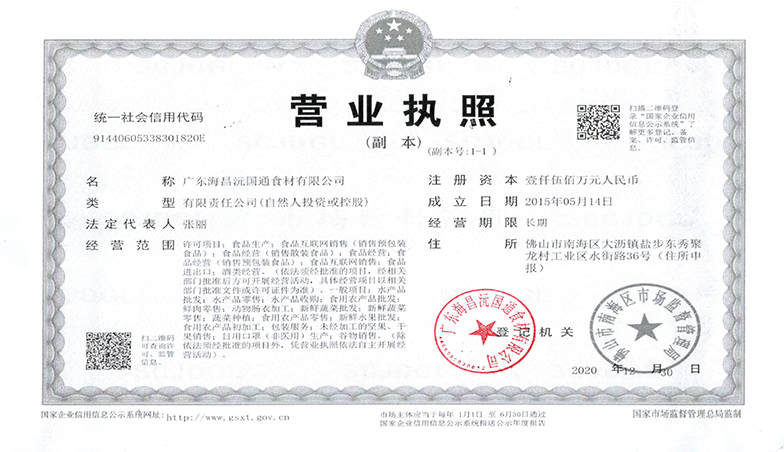 营业执照
(副 本)
(副本号:1-1)
统一社会信用代码
91440605338301820E
扫描二维码登
录“国家企业信用
信息公示系统”了
解更多登记、备
案、许可、监管信
息。
名 称 广东海昌沅国通食材有限公司
类 型 有限责任公司(自然人投资或控股)
法定代表人 张丽
经营范围 许可项目：食品生产；食品互联网销售（销售预包装
食品）；食品经营（销售散装食品）；食品经营；食
品经营（销售预包装食品）；食品互联网销售；食品
进出口；酒类经营。（依法须经批准的项目，经相关
部门批准后方可开展经营活动，具体经营项目以相关
部门批准文件或许可证件为准）。一般项目：水产品
批发；水产品零售；水产品收购；食用农产品批发；
鲜肉零售；动物肠衣加工；新鲜蔬菜批发；新鲜蔬菜
零售；蔬菜种植；食用农产品零售；新鲜水果批发；
食用农产品初加工；包装服务；未经加工的坚果、干
果销售；日用口罩（非医用）生产；谷物销售。（除
依法须经批准的项目外，凭营业执照依法自主开展经
营活动）。
注册资本 壹仟伍佰万元人民币
成立日期 2015年05月14日
经营期限 长期
住 所 佛山市南海区大沥镇盐步东秀聚
龙村工业区水街路36号（住所申
报）
扫二维码
可查询许
可、监管
信息
广东海昌沅国通食材有限公司
登记机关
佛山市南海区市场监督管理局
2020 年 12 月 30 日
国家企业信用信息公示系统网址：http://www.gsxt.gov.cn
市场主体应当于每年 1月1日 至 6月30日通过
国家企业信用信息公示系统报送公示年度报告
国家市场监督管理总局监制